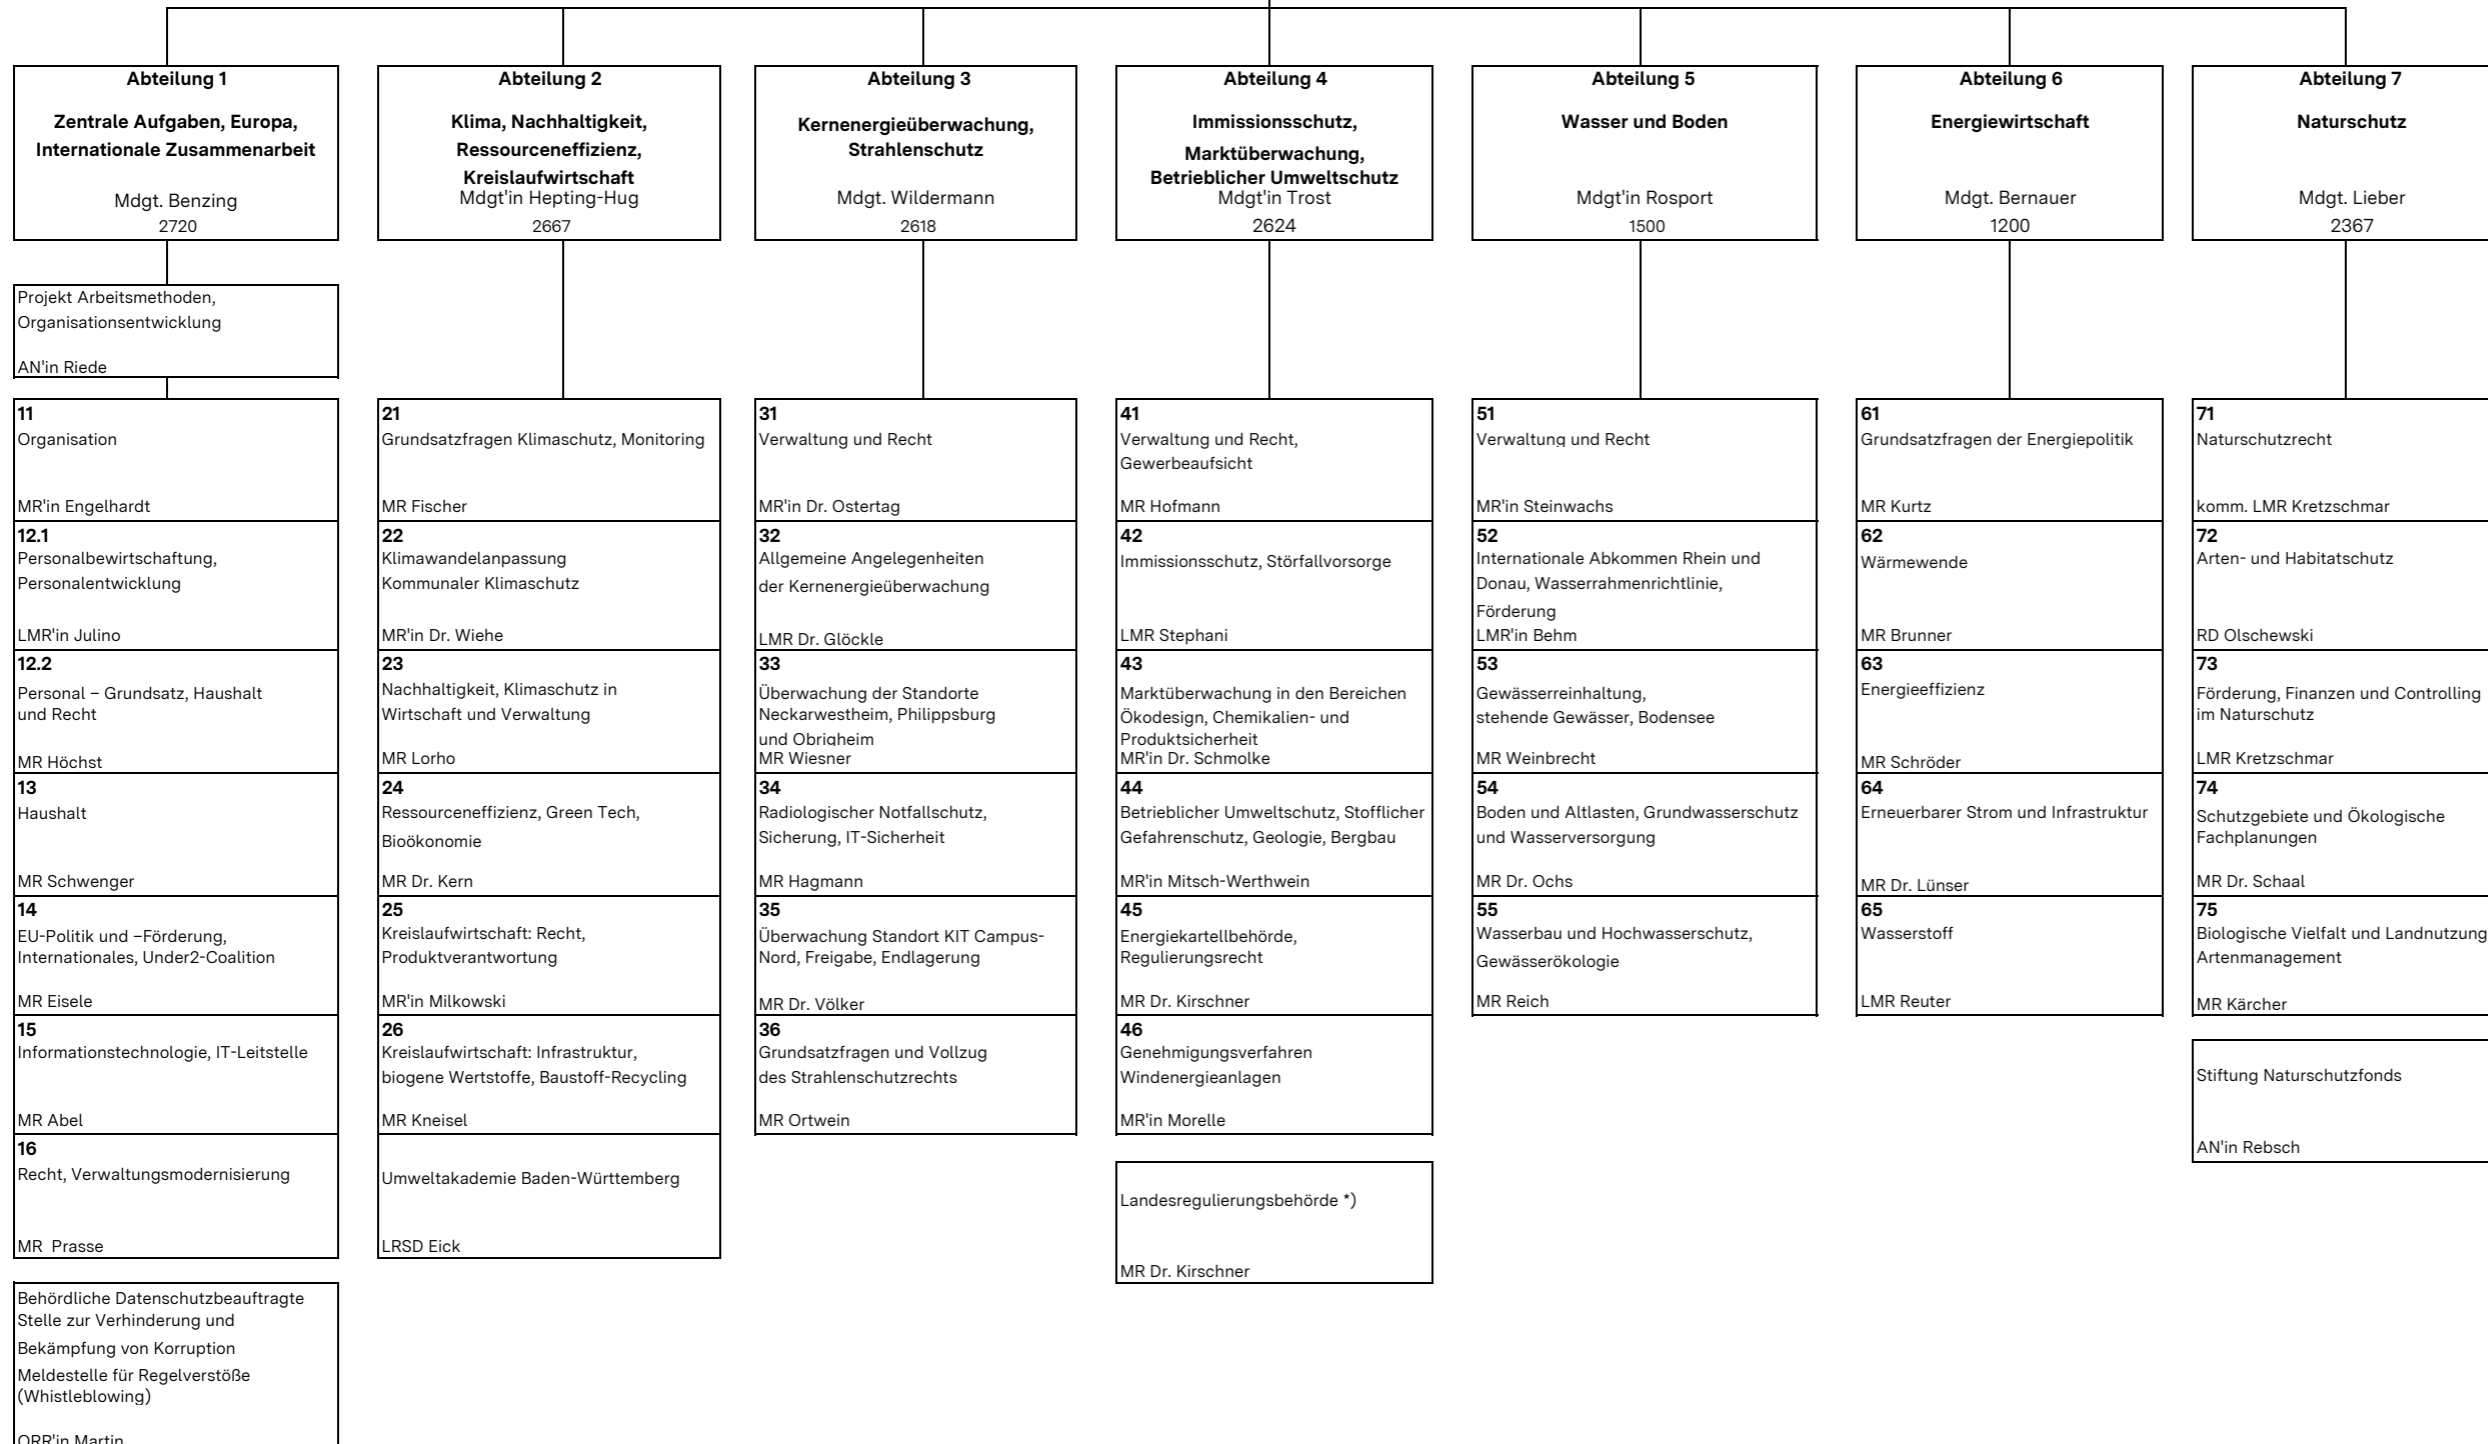 Abteilung 1
Zentrale Aufgaben, Europa,
Internationale Zusammenarbeit
Mdgt. Benzing
2720
Projekt Arbeitsmethoden,
Organisationsentwicklung
AN'in Riede
11
Organisation
MR'in Engelhardt
12.1
Personalbewirtschaftung,
Personalentwicklung
LMR'in Julino
12.2
Personal – Grundsatz, Haushalt
und Recht
MR Höchst
13
Haushalt
MR Schwenger
14
EU-Politik und –Förderung,
Internationales, Under2-Coalition
MR Eisele
15
Informationstechnologie, IT-Leitstelle
MR Abel
16
Recht, Verwaltungsmodernisierung
MR  Prasse
Behördliche Datenschutzbeauftragte
Stelle zur Verhinderung und
Bekämpfung von Korruption
Meldestelle für Regelverstöße
(Whistleblowing)
ORR'in Martin
Abteilung 2
Klima, Nachhaltigkeit,
Ressourceneffizienz,
Kreislaufwirtschaft
Mdgt'in Hepting-Hug
2667
21
Grundsatzfragen Klimaschutz, Monitoring
MR Fischer
22
Klimawandelanpassung
Kommunaler Klimaschutz
MR'in Dr. Wiehe
23
Nachhaltigkeit, Klimaschutz in
Wirtschaft und Verwaltung
MR Lorho
24
Ressourceneffizienz, Green Tech,
Bioökonomie
MR Dr. Kern
25
Kreislaufwirtschaft: Recht,
Produktverantwortung
MR'in Milkowski
26
Kreislaufwirtschaft: Infrastruktur,
biogene Wertstoffe, Baustoff-Recycling
MR Kneisel
Umweltakademie Baden-Württemberg
LRSD Eick
Abteilung 3
Kernenergieüberwachung,
Strahlenschutz
Mdgt. Wildermann
2618
31
Verwaltung und Recht
MR'in Dr. Ostertag
32
Allgemeine Angelegenheiten
der Kernenergieüberwachung
LMR Dr. Glöckle
33
Überwachung der Standorte
Neckarwestheim, Philippsburg
und Obrigheim
MR Wiesner
34
Radiologischer Notfallschutz,
Sicherung, IT-Sicherheit
MR Hagmann
35
Überwachung Standort KIT Campus-
Nord, Freigabe, Endlagerung
MR Dr. Völker
36
Grundsatzfragen und Vollzug
des Strahlenschutzrechts
MR Ortwein
Abteilung 4
Immissionsschutz,
Marktüberwachung,
Betrieblicher Umweltschutz
Mdgt'in Trost
2624
41
Verwaltung und Recht,
Gewerbeaufsicht
MR Hofmann
42
Immissionsschutz, Störfallvorsorge
LMR Stephani
43
Marktüberwachung in den Bereichen
Ökodesign, Chemikalien- und
Produktsicherheit
MR'in Dr. Schmolke
44
Betrieblicher Umweltschutz, Stofflicher
Gefahrenschutz, Geologie, Bergbau
MR'in Mitsch-Werthwein
45
Energiekartellbehörde,
Regulierungsrecht
MR Dr. Kirschner
46
Genehmigungsverfahren
Windenergieanlagen
MR'in Morelle
Landesregulierungsbehörde *)
MR Dr. Kirschner
Abteilung 5
Wasser und Boden
Mdgt'in Rosport
1500
51
Verwaltung und Recht
MR'in Steinwachs
52
Internationale Abkommen Rhein und
Donau, Wasserrahmenrichtlinie,
Förderung
LMR'in Behm
53
Gewässerreinhaltung,
stehende Gewässer, Bodensee
MR Weinbrecht
54
Boden und Altlasten, Grundwasserschutz
und Wasserversorgung
MR Dr. Ochs
55
Wasserbau und Hochwasserschutz,
Gewässerökologie
MR Reich
Abteilung 6
Energiewirtschaft
Mdgt. Bernauer
1200
61
Grundsatzfragen der Energiepolitik
MR Kurtz
62
Wärmewende
MR Brunner
63
Energieeffizienz
MR Schröder
64
Erneuerbarer Strom und Infrastruktur
MR Dr. Lünser
65
Wasserstoff
LMR Reuter
Abteilung 7
Naturschutz
Mdgt. Lieber
2367
71
Naturschutzrecht
komm. LMR Kretzschmar
72
Arten- und Habitatschutz
RD Olschewski
73
Förderung, Finanzen und Controlling
im Naturschutz
LMR Kretzschmar
74
Schutzgebiete und Ökologische
Fachplanungen
MR Dr. Schaal
75
Biologische Vielfalt und Landnutzung
Artenmanagement
MR Kärcher
Stiftung Naturschutzfonds
AN'in Rebsch